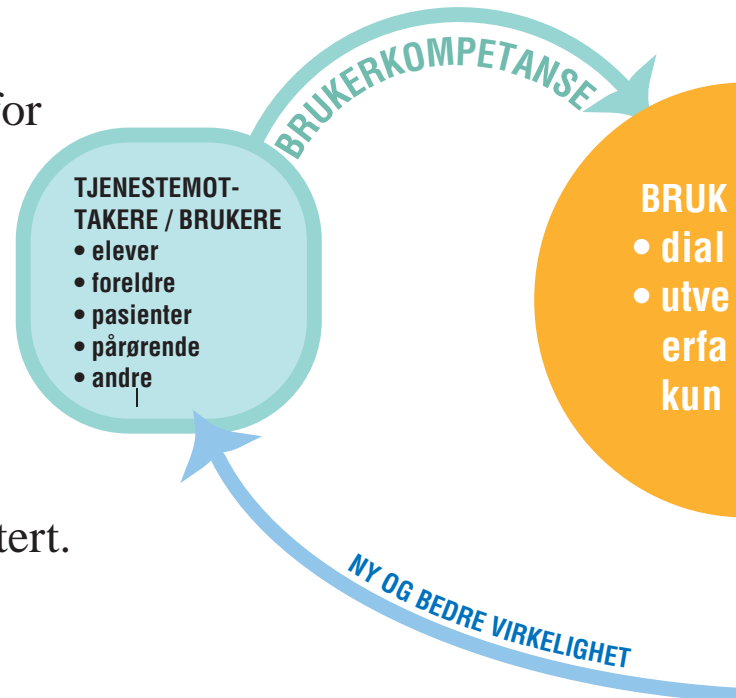 for
BRUKERKOMPETANSE
TJENESTEMOT-
TAKERE / BRUKERE
• elever
• foreldre
• pasienter
• pårørende
• andre
BRUK
• dial
• utve
erfa
kun
tert.
NY OG BEDRE VIRKELIGHET